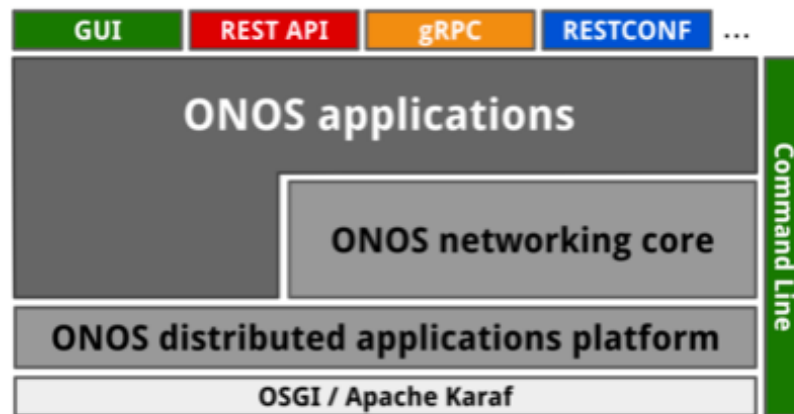 GUI REST API gRPC RESTCONF ...
ONOS applications
ONOS networking core
ONOS distributed applications platform
OSGI / Apache Karaf
Command Line